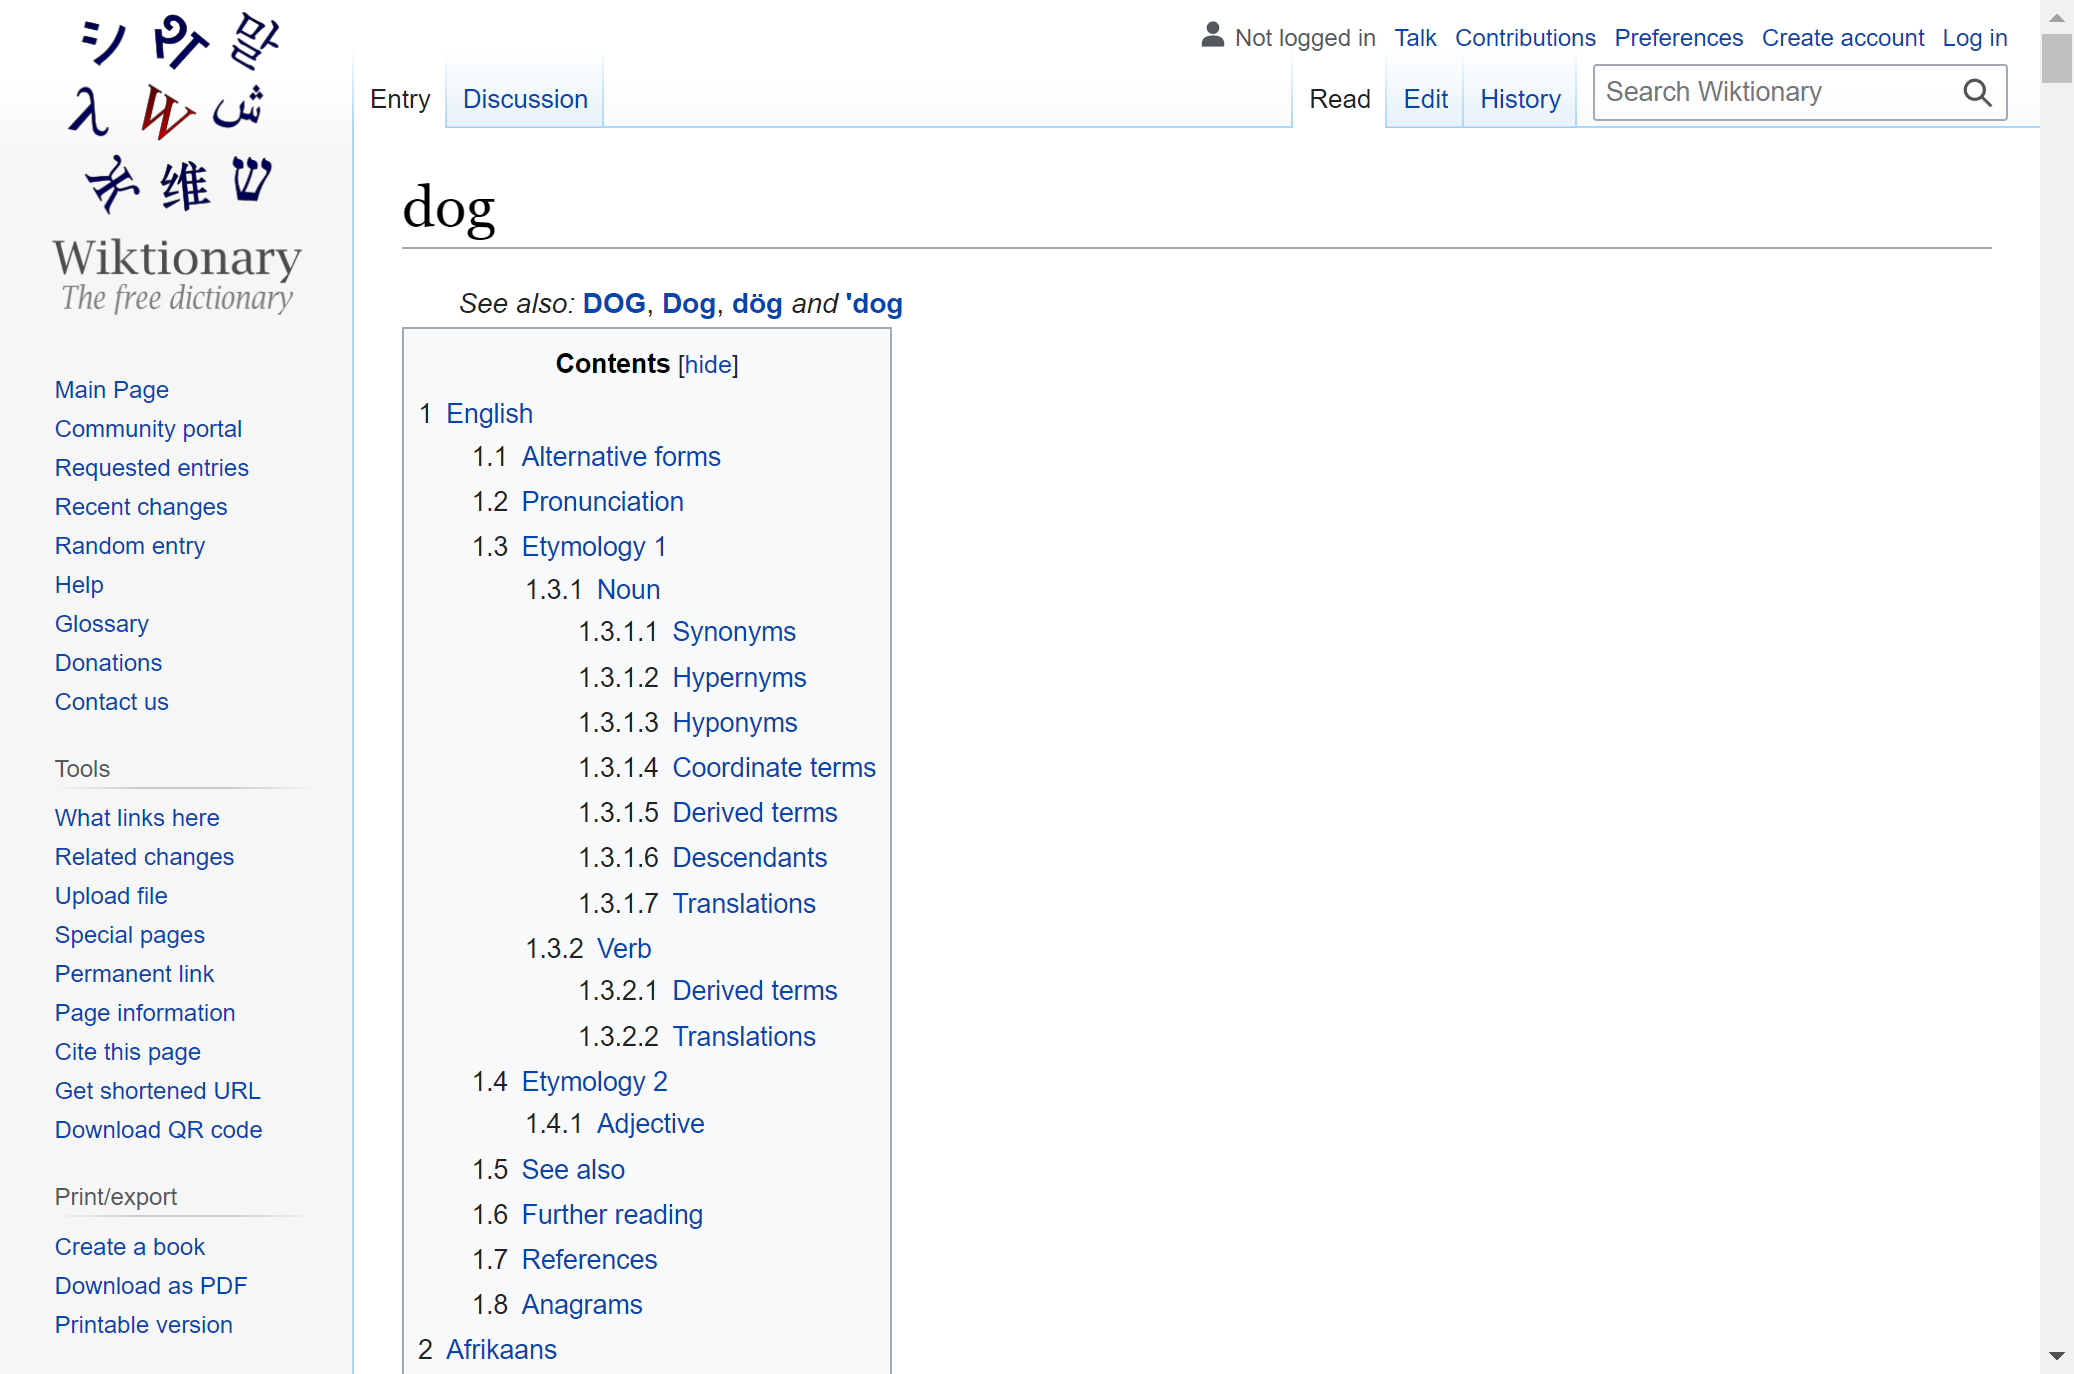 シ や 말
λ W ش
维 ש
Wiktionary
The free dictionary
Main Page
Community portal
Requested entries
Recent changes
Random entry
Help
Glossary
Donations
Contact us
Tools
What links here
Related changes
Upload file
Special pages
Permanent link
Page information
Cite this page
Get shortened URL
Download QR code
Print/export
Create a book
Download as PDF
Printable version
Not logged in Talk Contributions Preferences Create account Log in
Entry Discussion Read Edit History Search Wiktionary
dog
See also: DOG, Dog, dög and 'dog
Contents [hide]
1 English
1.1 Alternative forms
1.2 Pronunciation
1.3 Etymology 1
1.3.1 Noun
1.3.1.1 Synonyms
1.3.1.2 Hypernyms
1.3.1.3 Hyponyms
1.3.1.4 Coordinate terms
1.3.1.5 Derived terms
1.3.1.6 Descendants
1.3.1.7 Translations
1.3.2 Verb
1.3.2.1 Derived terms
1.3.2.2 Translations
1.4 Etymology 2
1.4.1 Adjective
1.5 See also
1.6 Further reading
1.7 References
1.8 Anagrams
2 Afrikaans